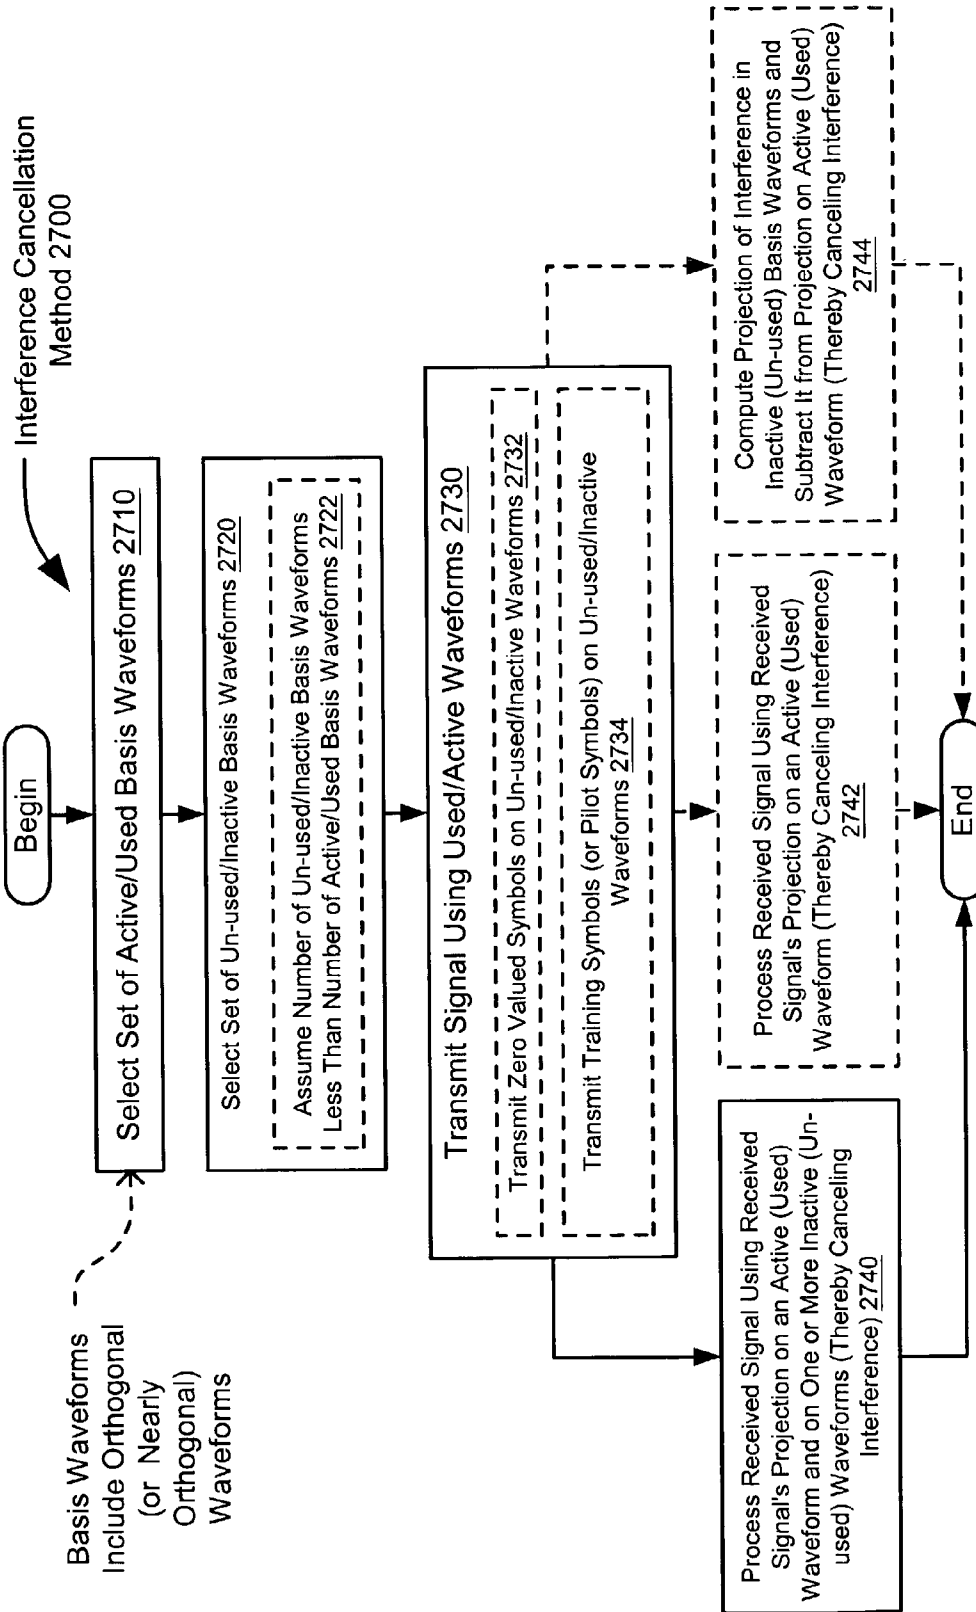 Interference Cancellation
Method 2700
Begin
Basis Waveforms
Include Orthogonal
(or Nearly
Orthogonal)
Waveforms
Select Set of Active/Used Basis Waveforms 2710
Select Set of Un-used/Inactive Basis Waveforms 2720
Assume Number of Un-used/Inactive Basis Waveforms
Less Than Number of Active/Used Basis Waveforms 2722
Transmit Signal Using Used/Active Waveforms 2730
Transmit Zero Valued Symbols on Un-used/Inactive Waveforms 2732
Transmit Training Symbols (or Pilot Symbols) on Un-used/Inactive
Waveforms 2734
Process Received Signal Using Received
Signal's Projection on an Active (Used)
Waveform and on One or More Inactive (Un-
used) Waveforms (Thereby Canceling
Interference) 2740
Process Received Signal Using Received
Signal's Projection on an Active (Used)
Waveform (Thereby Canceling Interference)
2742
Compute Projection of Interference in
Inactive (Un-used) Basis Waveforms and
Subtract It from Projection on Active (Used)
Waveform (Thereby Canceling Interference)
2744
End